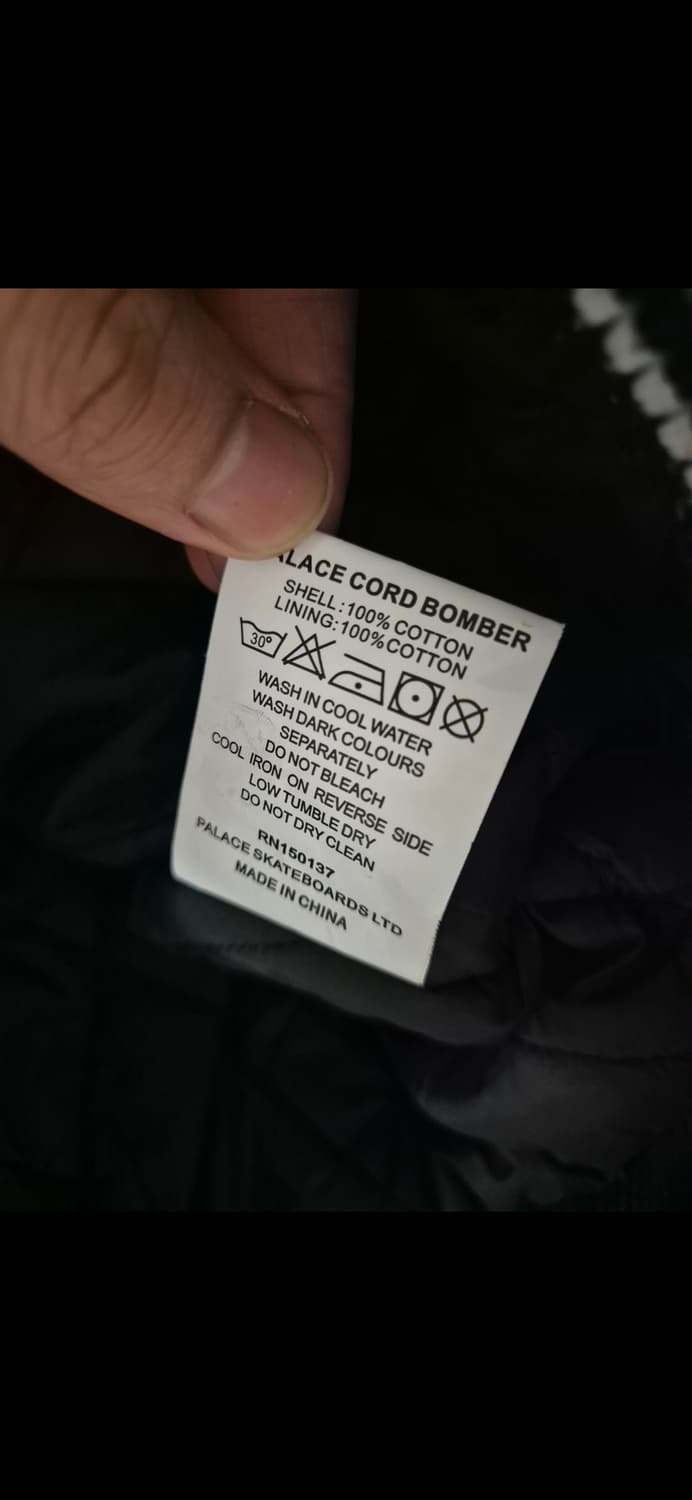 ALACE CORD BOMBER
SHELL:100% COTTON
LINING:100%COTTON
30°
WASH IN COOL WATER
WASH DARK COLOURS
SEPARATELY
DO NOT BLEACH
COOL IRON ON REVERSE SIDE
LOW TUMBLE DRY
DO NOT DRY CLEAN
RN150137
PALACE SKATEBOARDS LTD
MADE IN CHINA